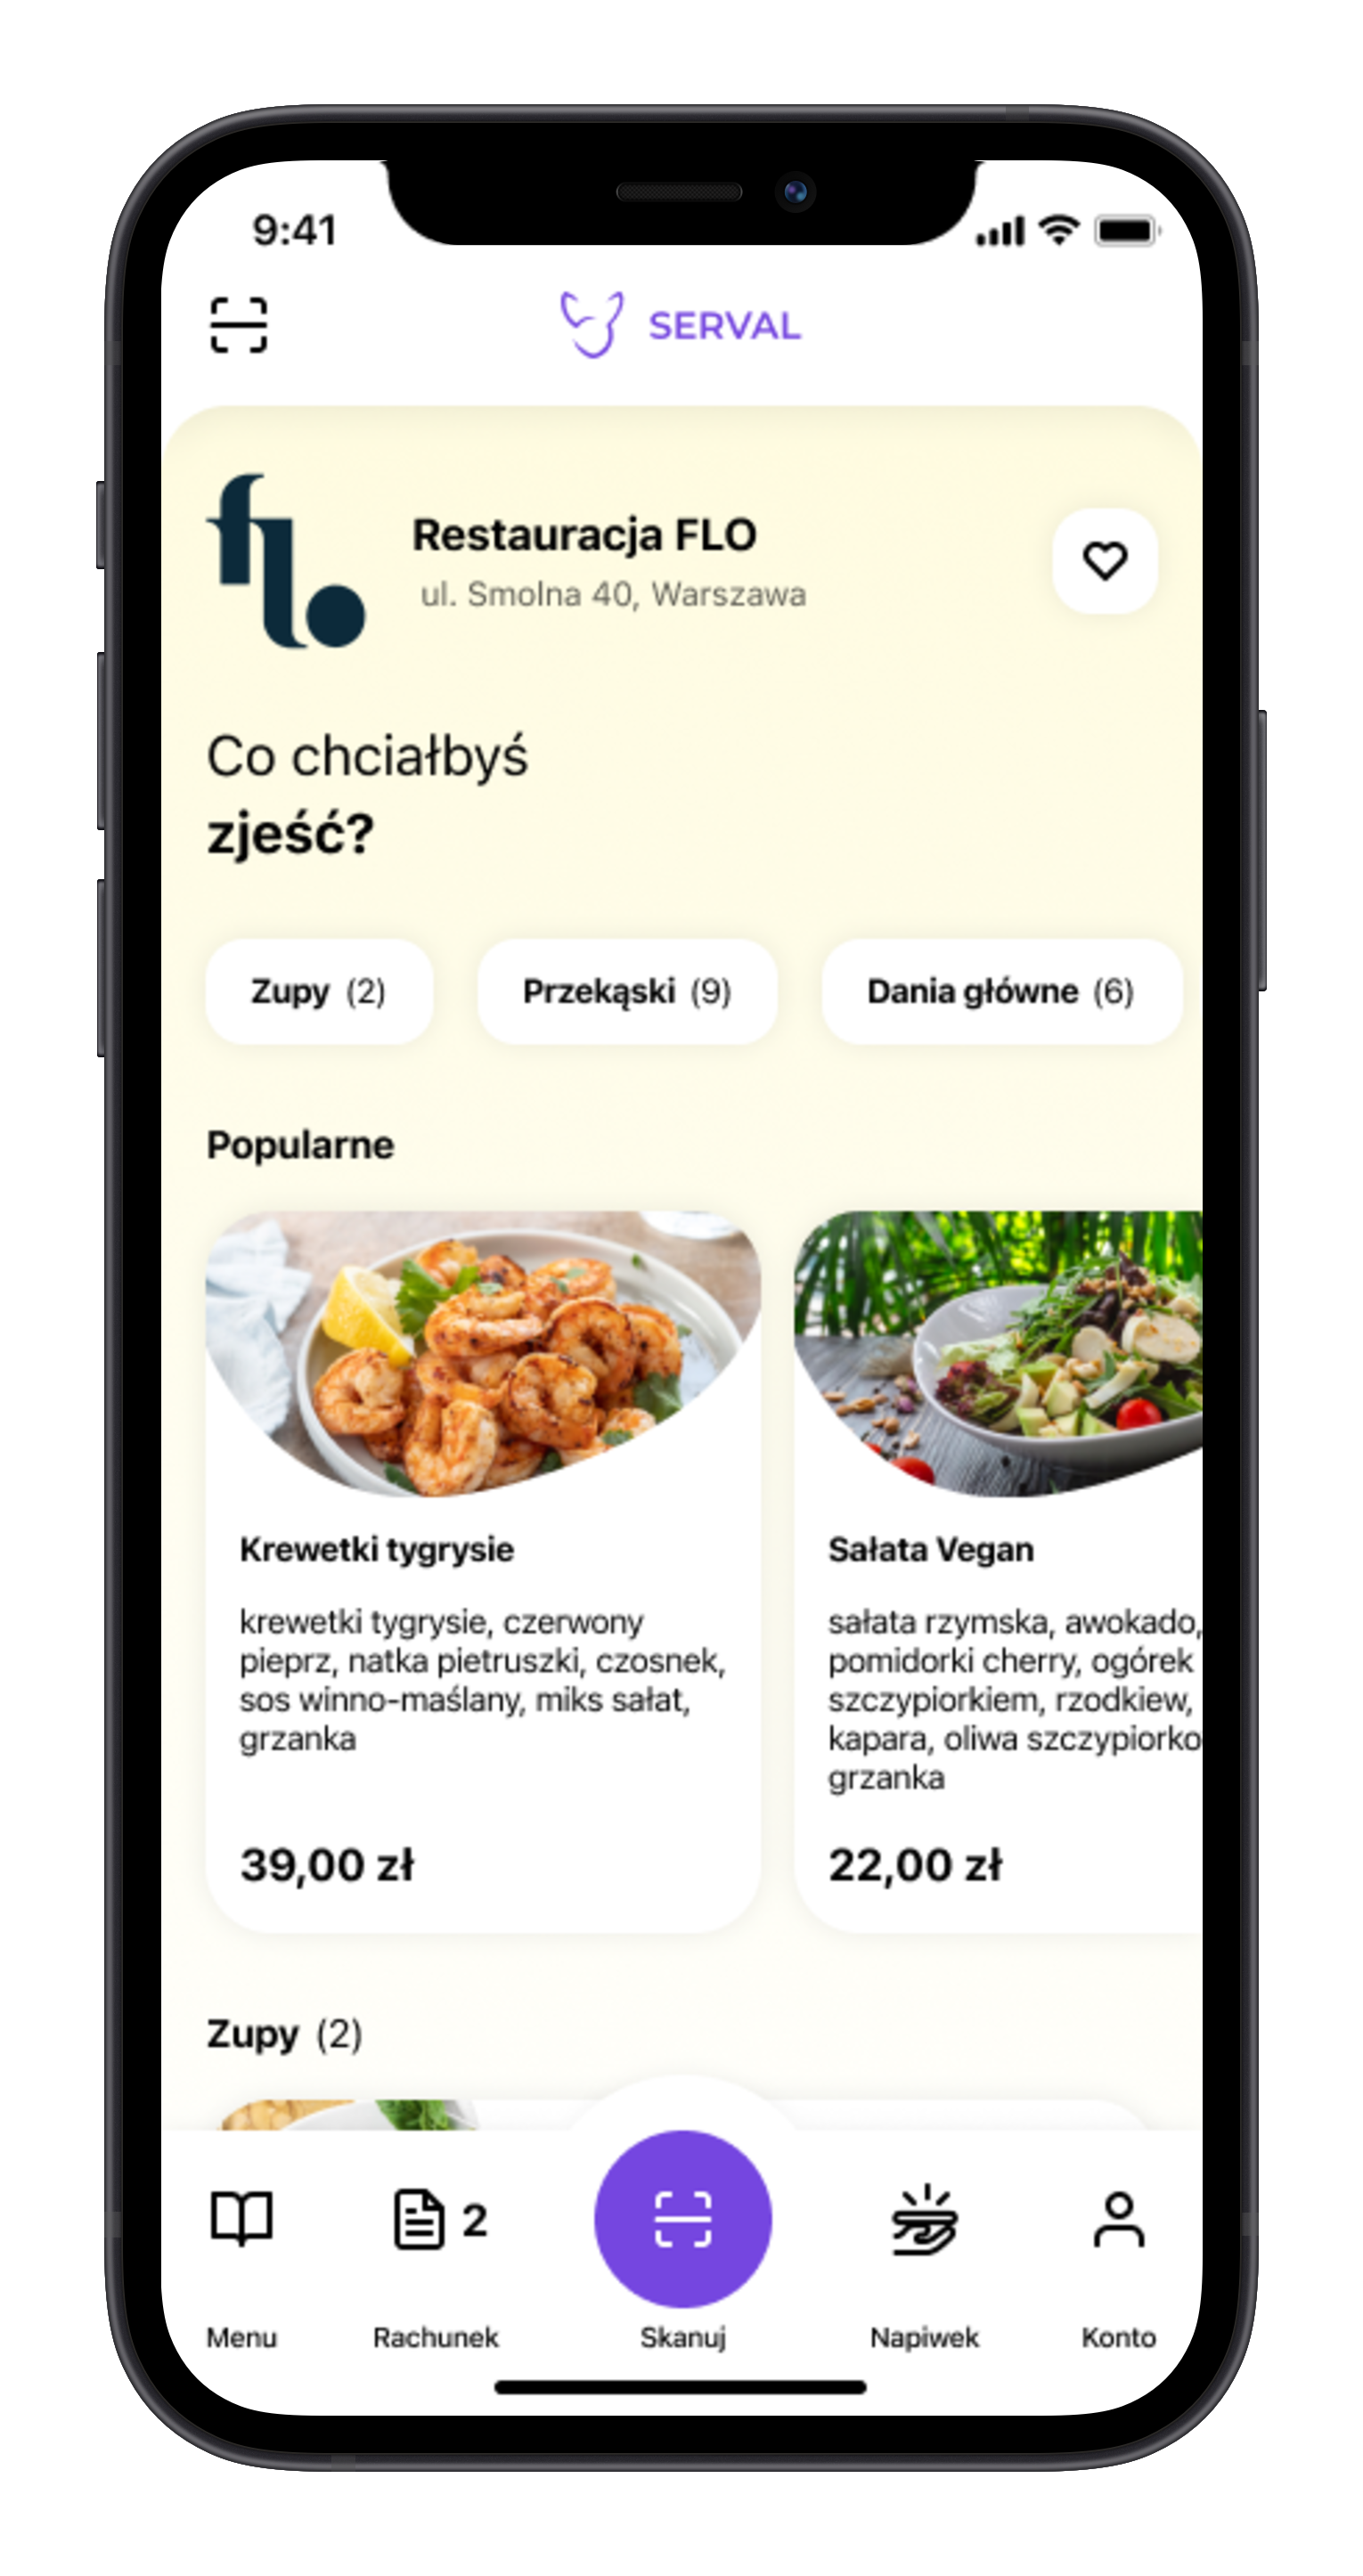 9:41
SERVAL
flo
Restauracja FLO
ul. Smolna 40, Warszawa
Co chciałbyś
zjeść?
Zupy (2)
Przekąski (9)
Dania główne (6)
Popularne
Krewetki tygrysie
krewetki tygrysie, czerwony
pieprz, natka pietruszki, czosnek,
sos winno-maślany, miks sałat,
grzanka
39,00 zł
Sałata Vegan
sałata rzymska, awokado,
pomidorki cherry, ogórek
szczypiorkiem, rzodkiew,
kapara, oliwa szczypiorko
grzanka
22,00 zł
Zupy (2)
2
Menu
Rachunek
Skanuj
Napiwek
Konto